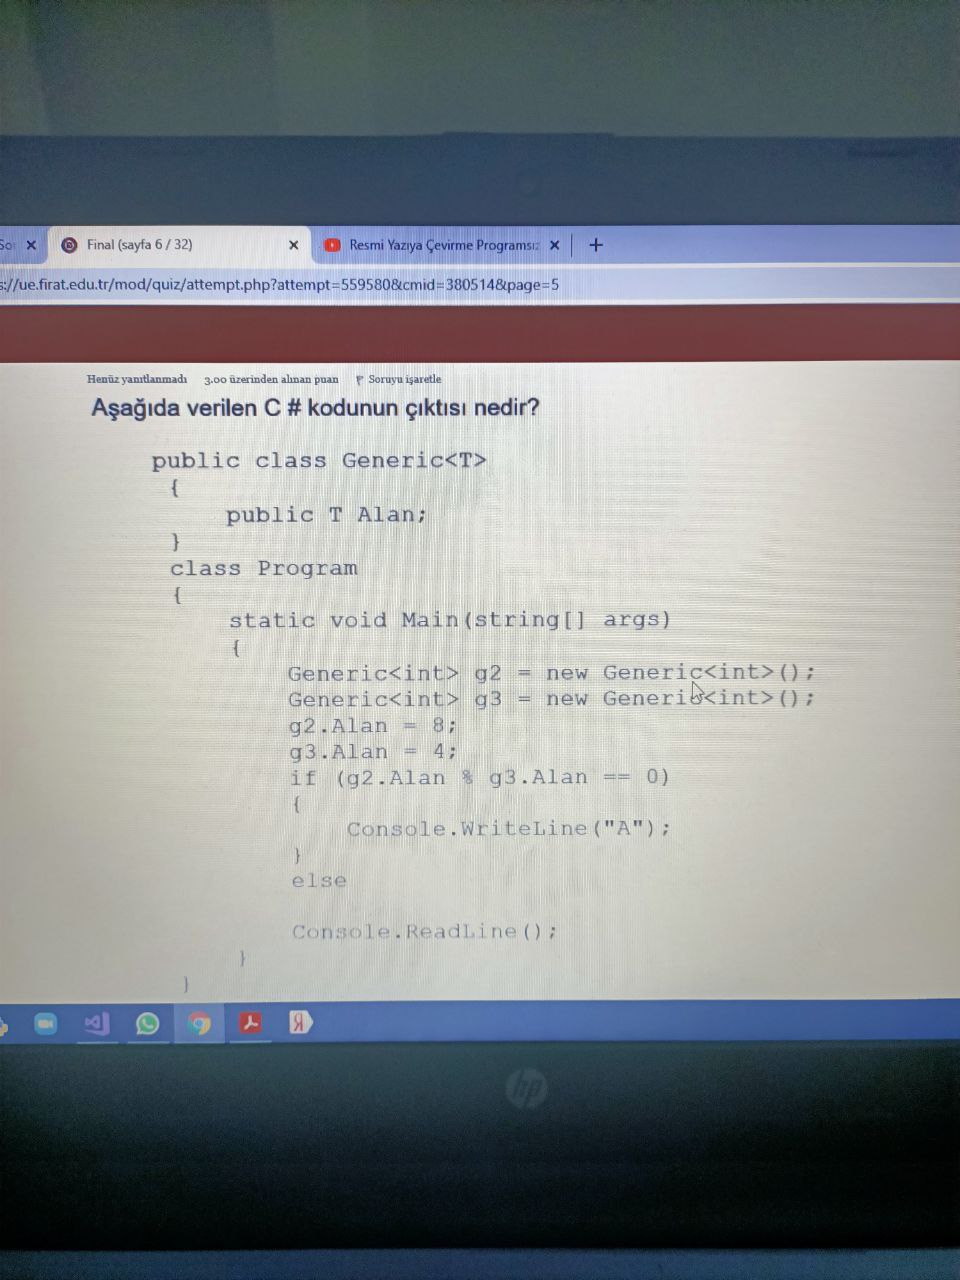 Final (sayfa 6 / 32)
Resmi Yazıya Çevirme Programsız
://ue.firat.edu.tr/mod/quiz/attempt.php?attempt=559580&cmid=380514&page=5
Henüz yanıtlanmadı 3,00 üzerinden alınan puan Soruyu işaretle
Aşağıda verilen C # kodunun çıktısı nedir?
public class Generic<T>
{
public T Alan;
}
class Program
{
static void Main(string[] args)
{
Generic<int> g2 = new Generic<int>();
Generic<int> g3 = new Generic<int>();
g2.Alan = 8;
g3.Alan = 4;
if (g2.Alan % g3.Alan == 0)
{
Console.WriteLine("A");
}
else
Console.ReadLine();
}
}
hp